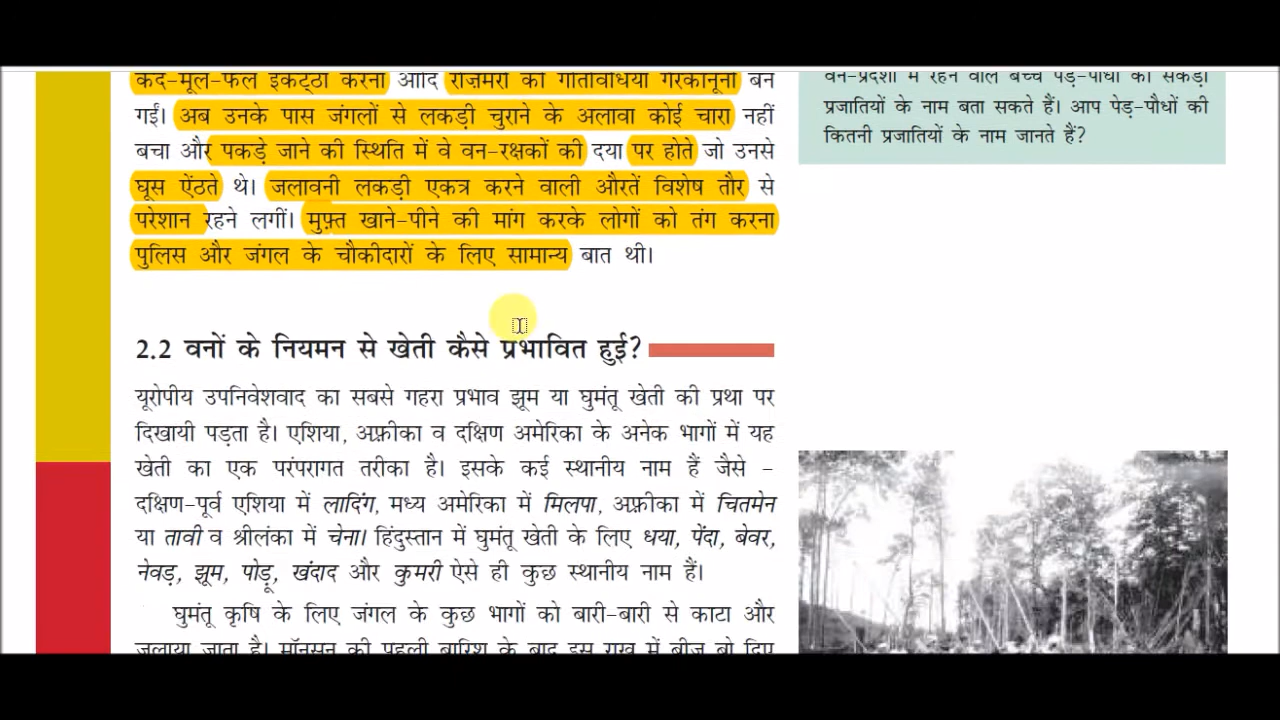 कंद-मूल-फल इकट्ठा करना आदि रोज़मर्रा की गतिविधियाँ गैरकानूनी बन
गईं। अब उनके पास जंगलों से लकड़ी चुराने के अलावा कोई चारा नहीं
बचा और पकड़े जाने की स्थिति में वे वन-रक्षकों की दया पर होते जो उनसे
घूस ऐंठते थे। जलावनी लकड़ी एकत्र करने वाली औरतें विशेष तौर से
परेशान रहने लगीं। मुफ़्त खाने-पीने की मांग करके लोगों को तंग करना
पुलिस और जंगल के चौकीदारों के लिए सामान्य बात थी।
2.2 वनों के नियमन से खेती कैसे प्रभावित हुई?
यूरोपीय उपनिवेशवाद का सबसे गहरा प्रभाव झूम या घुमंतू खेती की प्रथा पर
दिखायी पड़ता है। एशिया, अफ़्रीका व दक्षिण अमेरिका के अनेक भागों में यह
खेती का एक परंपरागत तरीका है। इसके कई स्थानीय नाम हैं जैसे –
दक्षिण-पूर्व एशिया में लादिंग, मध्य अमेरिका में मिलपा, अफ़्रीका में चितमेन
या तावी व श्रीलंका में चेना। हिंदुस्तान में घुमंतू खेती के लिए धया, पेंदा, बेवर,
नेवड़, झूम, पोड़ू, खंदाद और कुमरी ऐसे ही कुछ स्थानीय नाम हैं।
घुमंतू कृषि के लिए जंगल के कुछ भागों को बारी-बारी से काटा और
जलाया जाता है। मॉनसून की पहली बारिश के बाद इस राख में बीज बो दिए
वन-प्रदेशों में रहने वाले बच्चे पेड़-पौधों की सैकड़ों
प्रजातियों के नाम बता सकते हैं। आप पेड़-पौधों की
कितनी प्रजातियों के नाम जानते हैं?